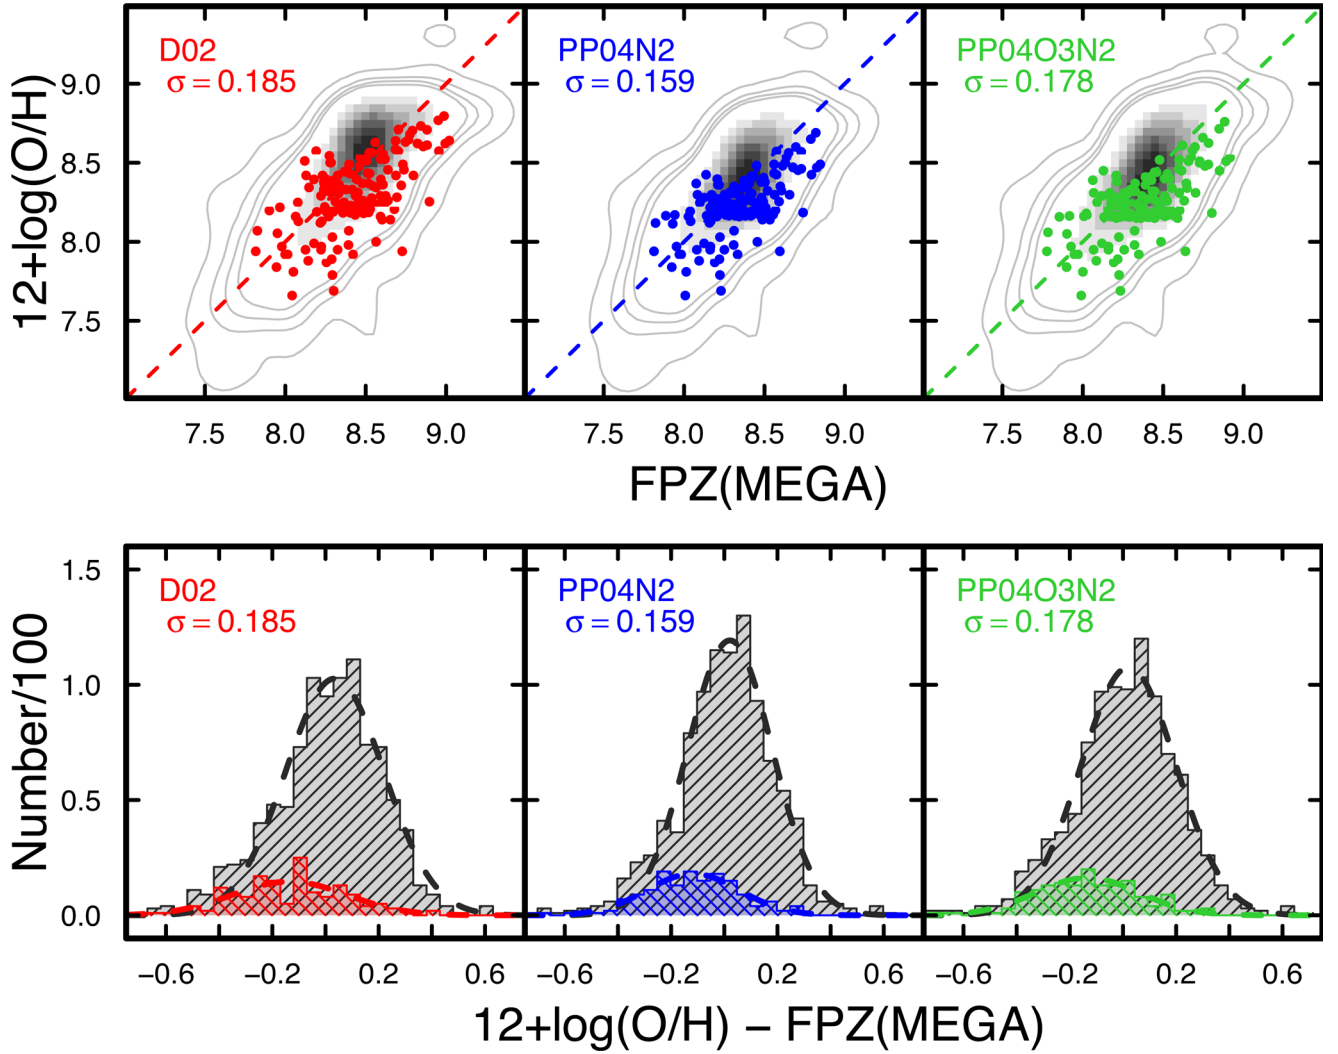 D02
σ = 0.185
PP04N2
σ = 0.159
PP04O3N2
σ = 0.178
12+log(O/H)
9.0
8.5
8.0
7.5
7.5 8.0 8.5 9.0 7.5 8.0 8.5 9.0 7.5 8.0 8.5 9.0
FPZ(MEGA)
D02
σ = 0.185
PP04N2
σ = 0.159
PP04O3N2
σ = 0.178
Number/100
1.5
1.0
0.5
0.0
−0.6 −0.2 0.2 0.6 −0.6 −0.2 0.2 0.6 −0.6 −0.2 0.2 0.6
12+log(O/H) − FPZ(MEGA)